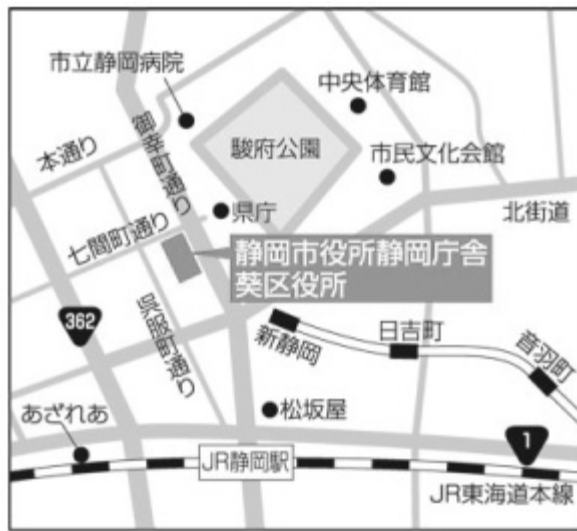 市立静岡病院
中央体育館
御幸町通り
本通り
駿府公園
市民文化会館
県庁
北街道
七間町通り
静岡市役所静岡庁舎
葵区役所
呉服町通り
362
新静岡
日吉町
音羽町
松坂屋
あざれあ
JR静岡駅
1
JR東海道本線